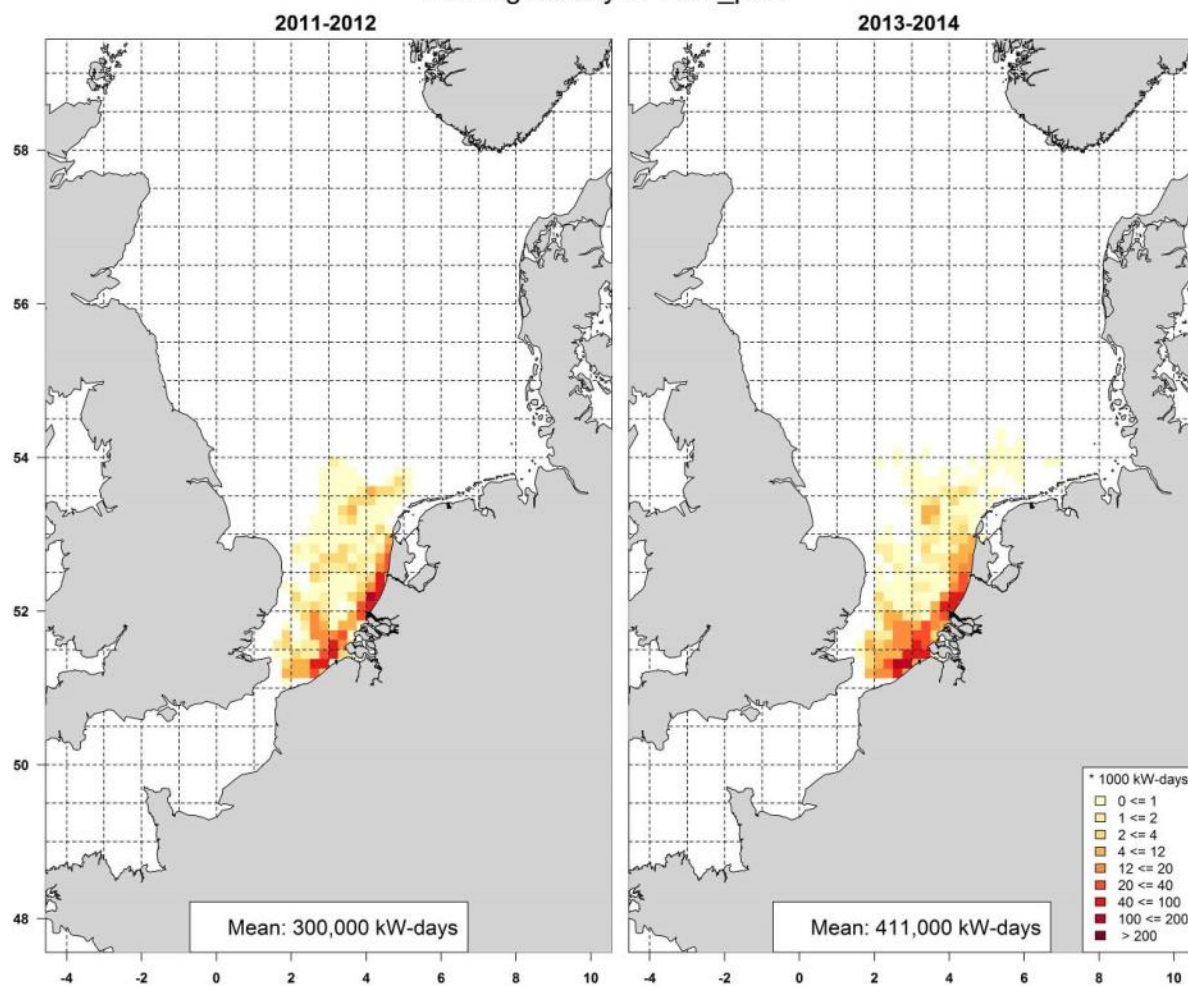 2011-2012
2013-2014
58
56
54
52
50
48
Mean: 300,000 kW-days
Mean: 411,000 kW-days
* 1000 kW-days
0 <= 1
1 <= 2
2 <= 4
4 <= 12
12 <= 20
20 <= 40
40 <= 100
100 <= 200
> 200
-4 -2 0 2 4 6 8 10
-4 -2 0 2 4 6 8 10